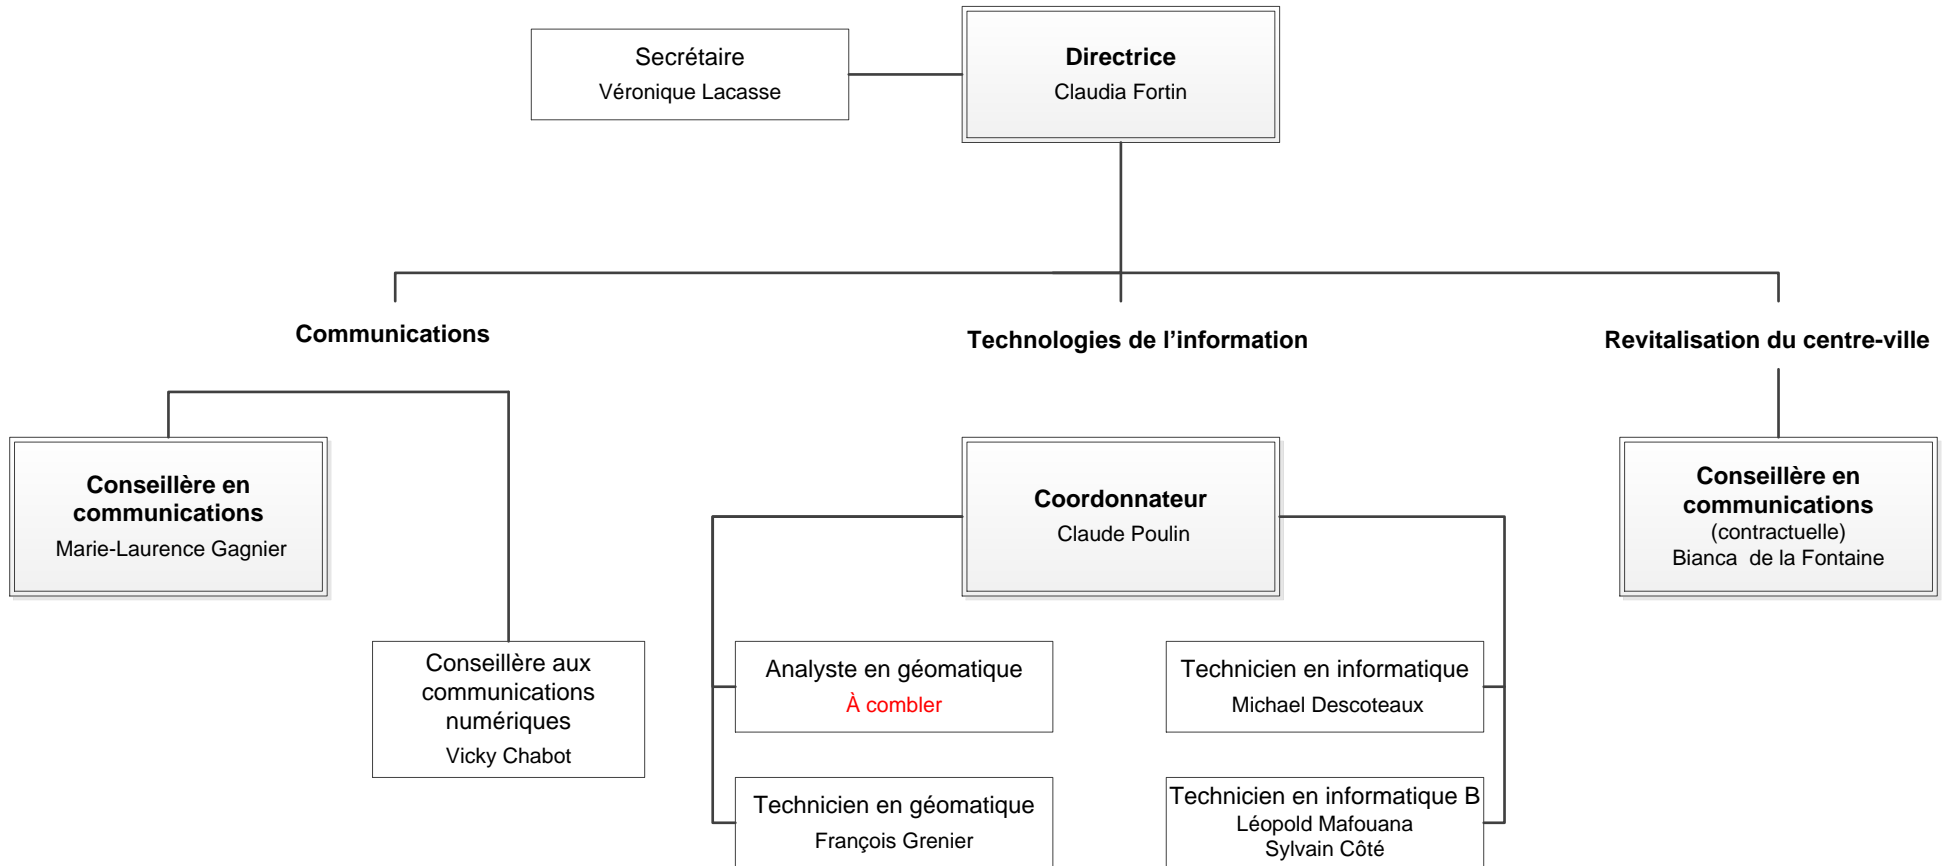 Secrétaire
Véronique Lacasse
Directrice
Claudia Fortin
Communications
Technologies de l’information
Revitalisation du centre-ville
Conseillère en
communications
Marie-Laurence Gagnier
Conseillère aux
communications
numériques
Vicky Chabot
Coordonnateur
Claude Poulin
Analyste en géomatique
À combler
Technicien en géomatique
François Grenier
Technicien en informatique
Michael Descoteaux
Technicien en informatique B
Léopold Mafouana
Sylvain Côté
Conseillère en
communications
(contractuelle)
Bianca de la Fontaine